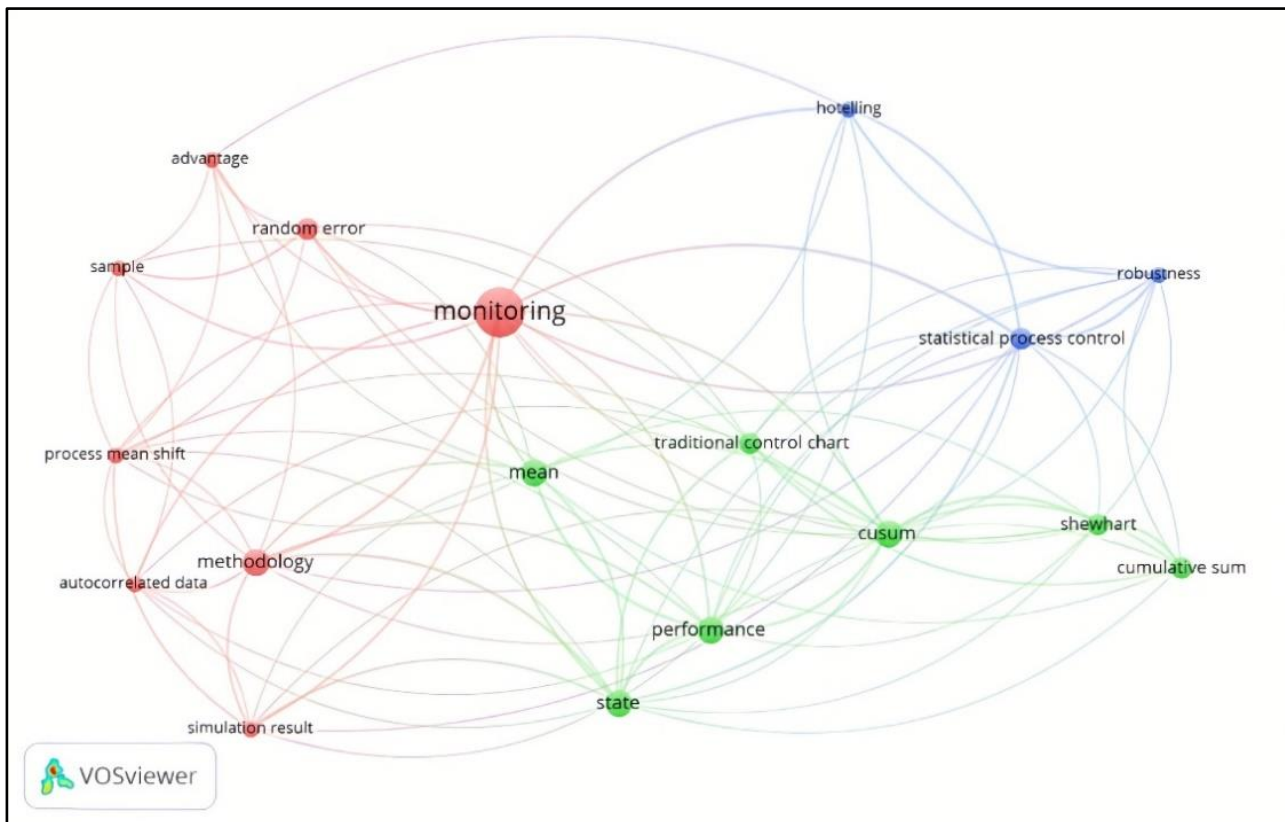 hotelling
advantage
random error
sample
robustness
monitoring
statistical process control
traditional control chart
process mean shift
mean
shewhart
cusum
methodology
cumulative sum
autocorrelated data
performance
state
simulation result
VOSviewer